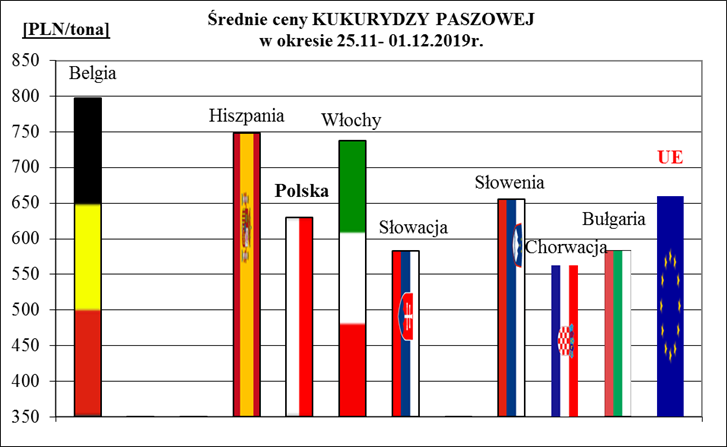 Średnie ceny KUKURYDZY PASZOWEJ
w okresie 25.11- 01.12.2019r.
[PLN/tona]
850
800
750
700
650
600
550
500
450
400
350
Belgia
Hiszpania
Polska
Włochy
Słowacja
Słowenia
Chorwacja
Bułgaria
UE